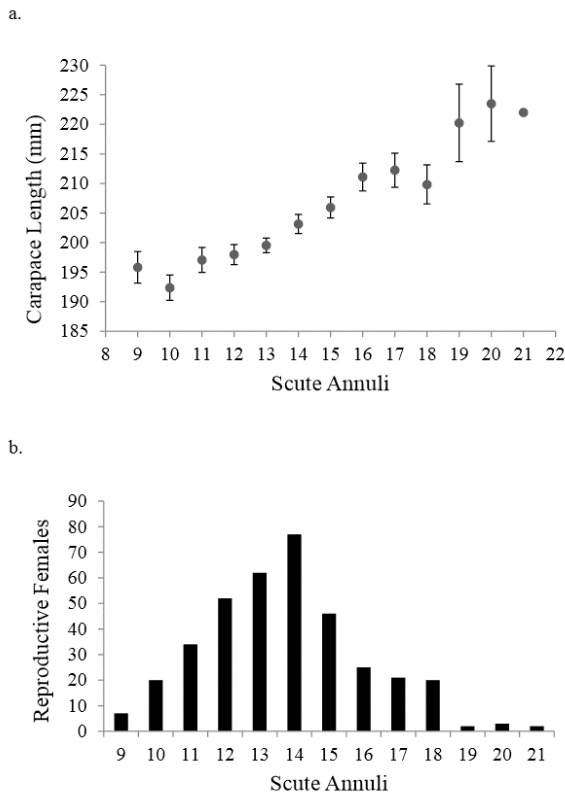 a.
230
225
220
215
210
205
200
195
190
185
Carapace Length (mm)
8 9 10 11 12 13 14 15 16 17 18 19 20 21 22
Scute Annuli
b.
90
80
70
60
50
40
30
20
10
0
Reproductive Females
9 10 11 12 13 14 15 16 17 18 19 20 21
Scute Annuli